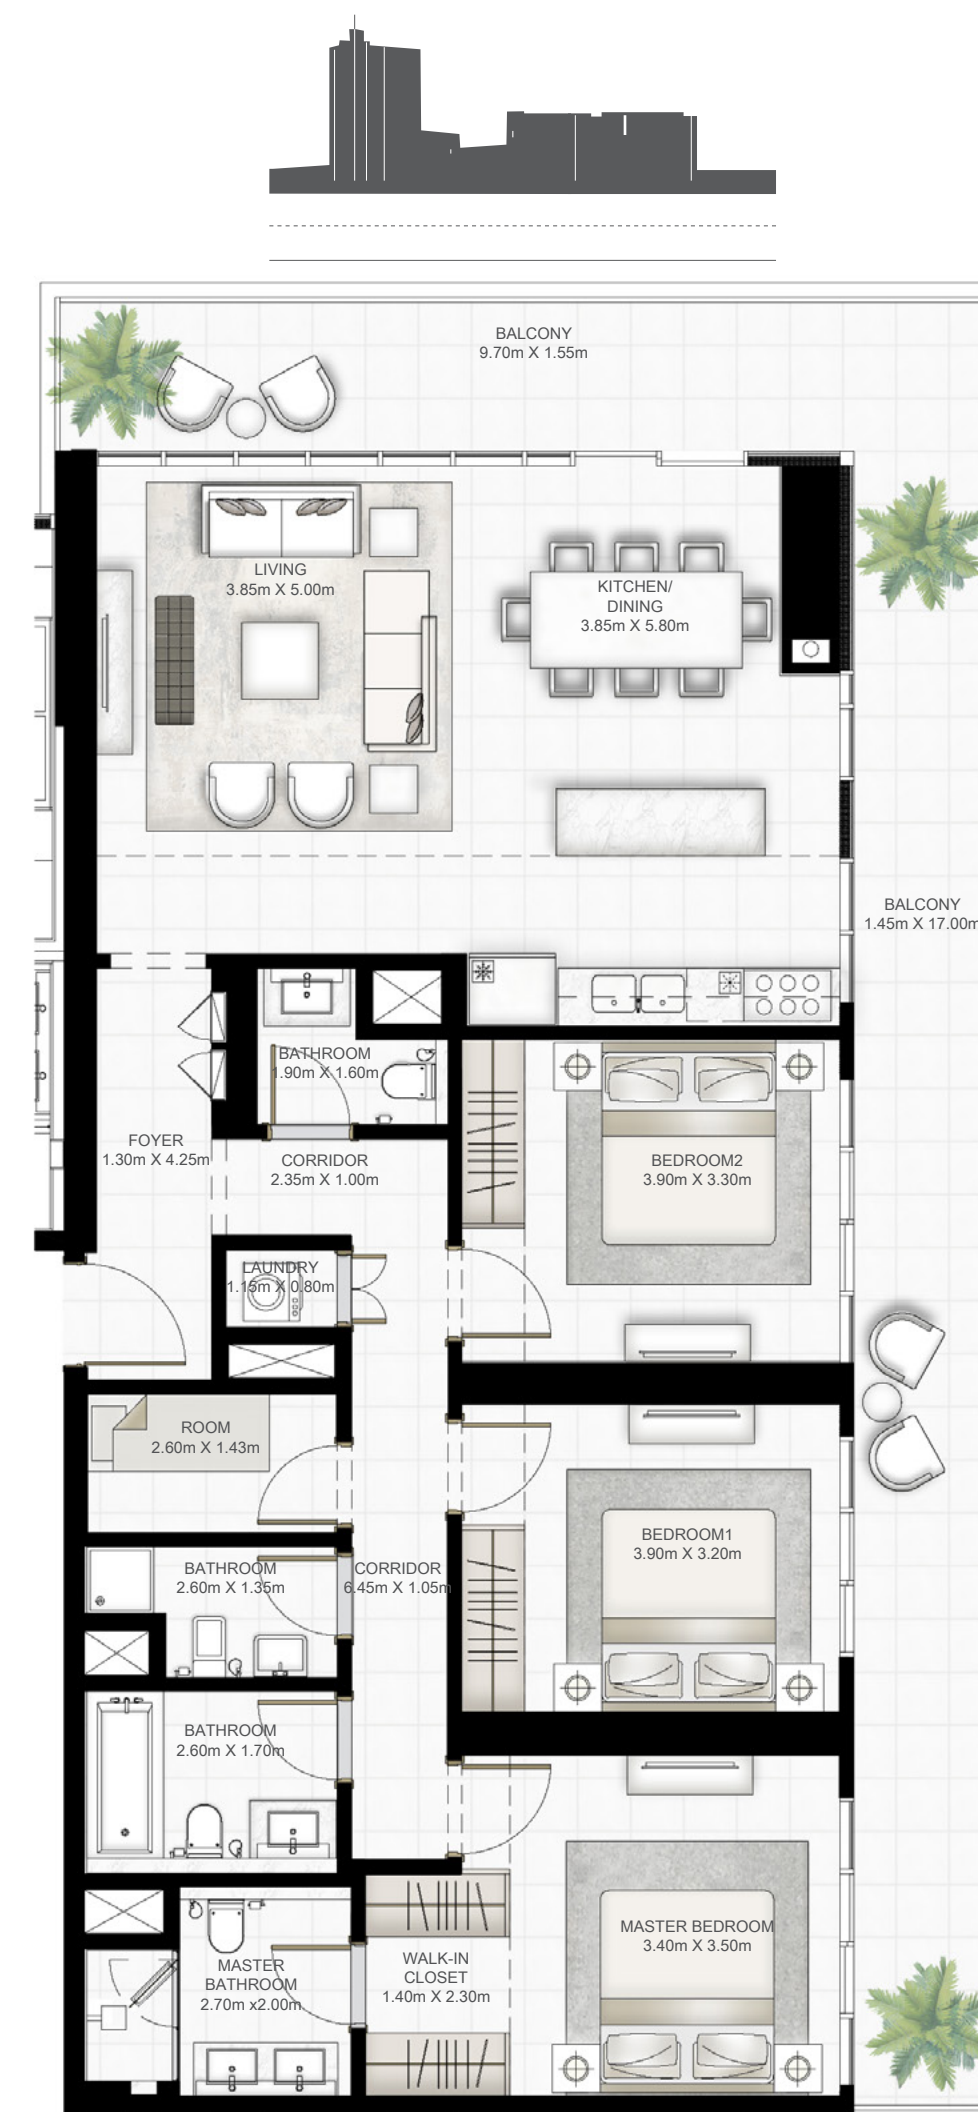 BALCONY
9.70m X 1.55m
LIVING
3.85m X 5.00m
KITCHEN/
DINING
3.85m X 5.80m
BALCONY
1.45m X 17.00m
BATHROOM
1.90m X 1.60m
FOYER
1.30m X 4.25m
CORRIDOR
2.35m X 1.00m
BEDROOM2
3.90m X 3.30m
LAUNDRY
1.15m X 0.80m
ROOM
2.60m X 1.43m
BEDROOM1
3.90m X 3.20m
BATHROOM
2.60m X 1.35m
CORRIDOR
6.45m X 1.05m
BATHROOM
2.60m X 1.70m
MASTER BEDROOM
3.40m X 3.50m
WALK-IN
CLOSET
1.40m X 2.30m
MASTER
BATHROOM
2.70m x2.00m